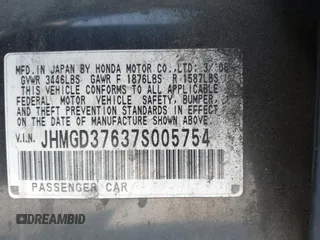 MFD. IN JAPAN BY HONDA MOTOR CO., LTD. 3/'06
GVWR 3446LBS GAWR F 1876LBS R 1587LBS
THIS VEHICLE CONFORMS TO ALL APPLICABLE
FEDERAL MOTOR VEHICLE SAFETY, BUMPER,
AND THEFT PREVENTION STANDARDS IN EFFECT
ON THE DATE OF MANUFACTURE SHOWN ABOVE.
V.I.N. JHMGD37637S005754
PASSENGER CAR
DREAMBID